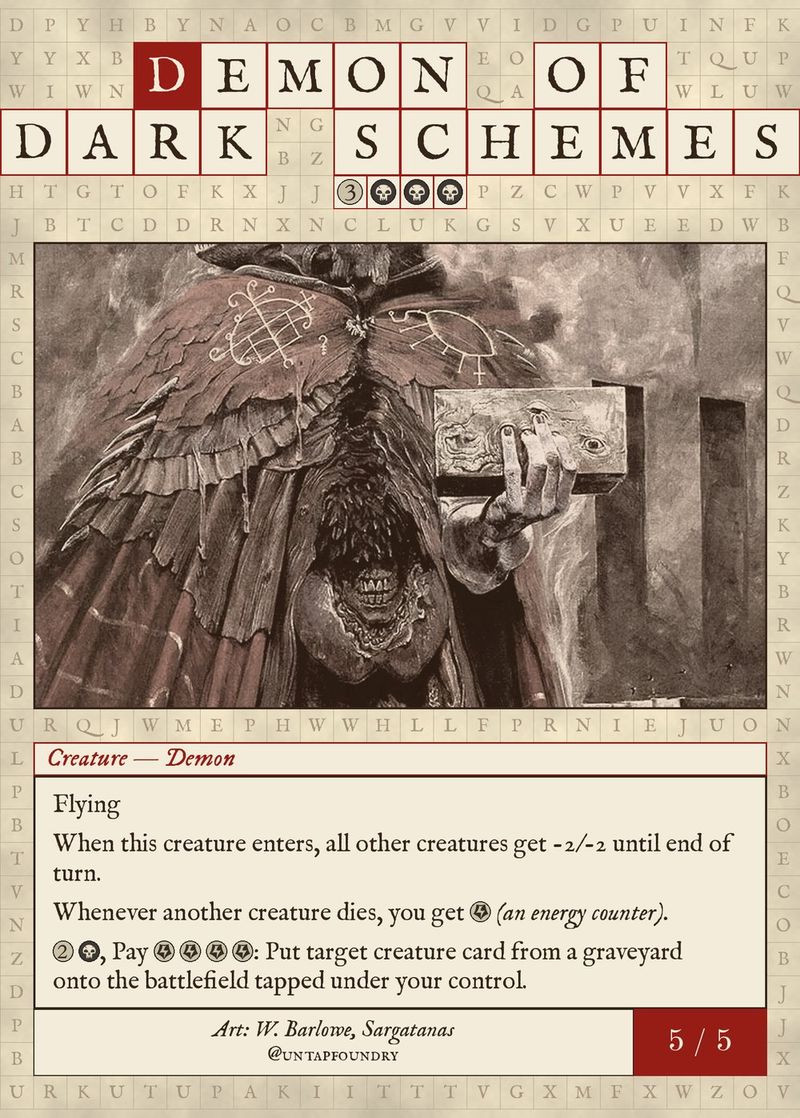 DEMON OF
DARK SCHEMES
3
Creature — Demon
Flying
When this creature enters, all other creatures get -2/-2 until end of
turn.
Whenever another creature dies, you get (an energy counter).
2, Pay : Put target creature card from a graveyard
onto the battlefield tapped under your control.
Art: W. Barlowe, Sargatanas
@UNTAPFOUNDRY
5 / 5